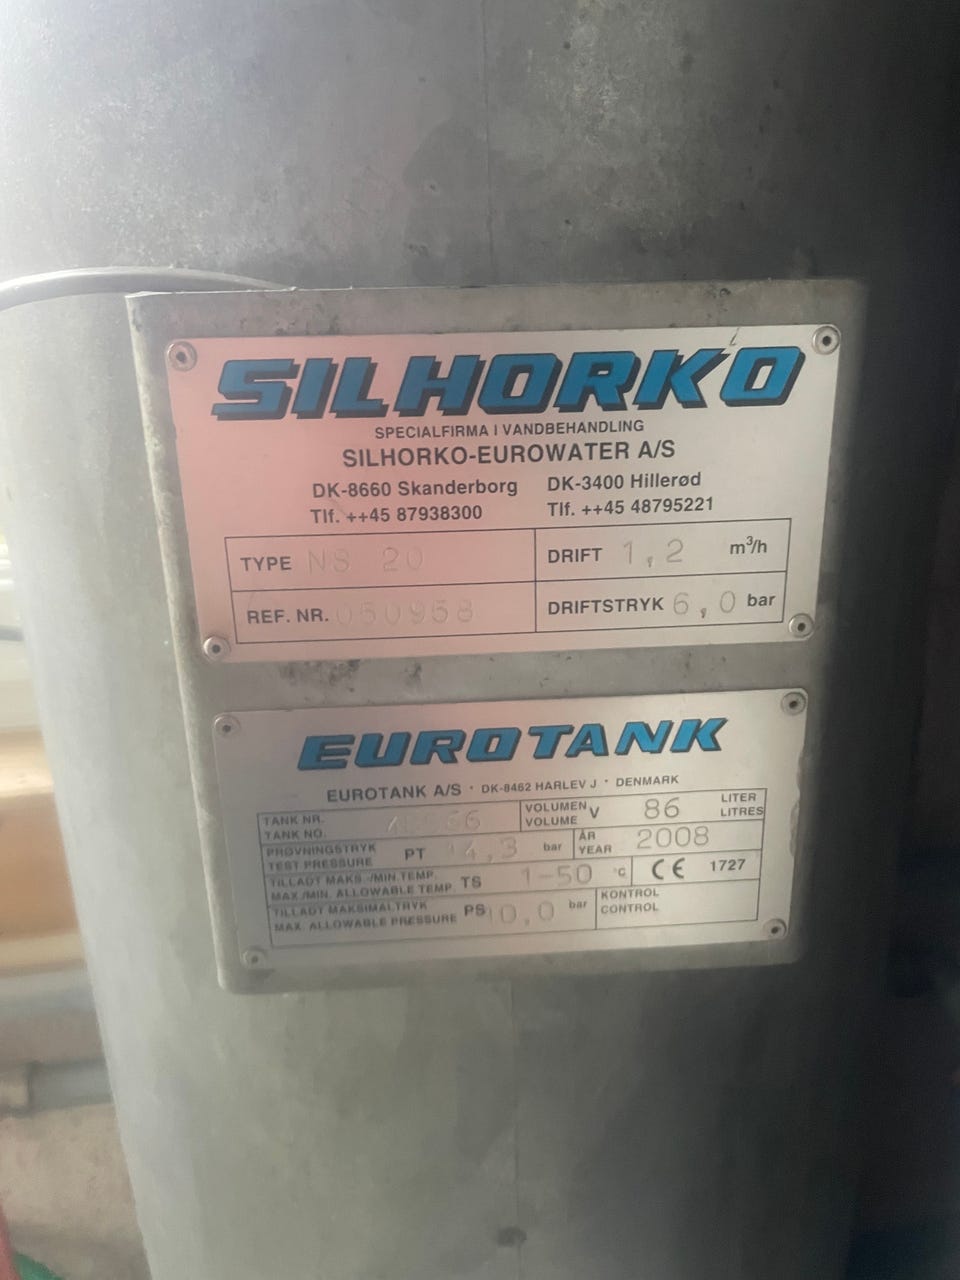 SILHORKO
SPECIALFIRMA I VANDBEHANDLING
SILHORKO-EUROWATER A/S
DK-8660 Skanderborg DK-3400 Hillerød
Tlf. ++45 87938300 Tlf. ++45 48795221
TYPE NS 20 DRIFT 1,2 m³/h
REF. NR. 050958 DRIFTSTRYK 6,0 bar
EUROTANK
EUROTANK A/S · DK-8462 HARLEV J · DENMARK
TANK NR.
TANK NO.
VOLUMEN
VOLUME V 86 LITER
LITRES
PRØVNINGSTRYK
TEST PRESSURE PT 14,3 bar ÅR
YEAR 2008
TILLADT MAKS./MIN. TEMP.
MAX./MIN. ALLOWABLE TEMP. TS 1-50 °C CE 1727
TILLADT MAKSIMALTRYK
MAX. ALLOWABLE PRESSURE PS 10,0 bar KONTROL
CONTROL